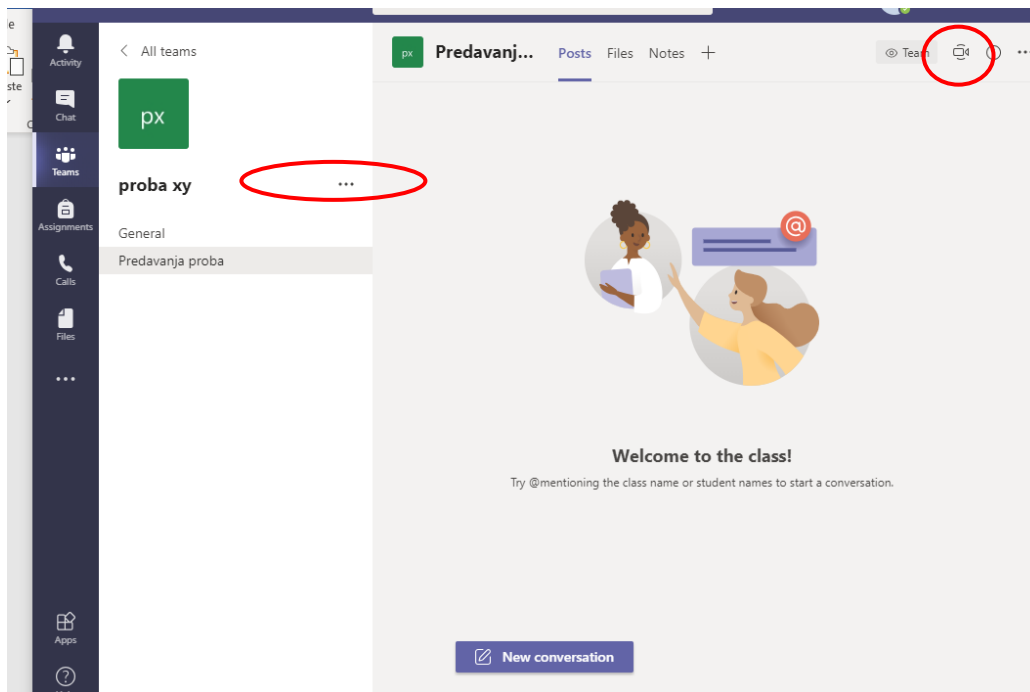 Activity
Chat
Teams
Assignments
Calls
Files
Apps
All teams
px
proba xy
General
Predavanja proba
px
Predavanj... Posts Files Notes
Team
@
Welcome to the class!
Try @mentioning the class name or student names to start a conversation.
New conversation